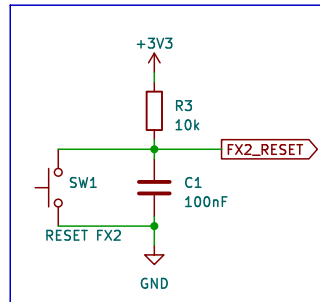 +3V3
R3
10k
FX2_RESET
SW1
C1
100nF
RESET FX2
GND